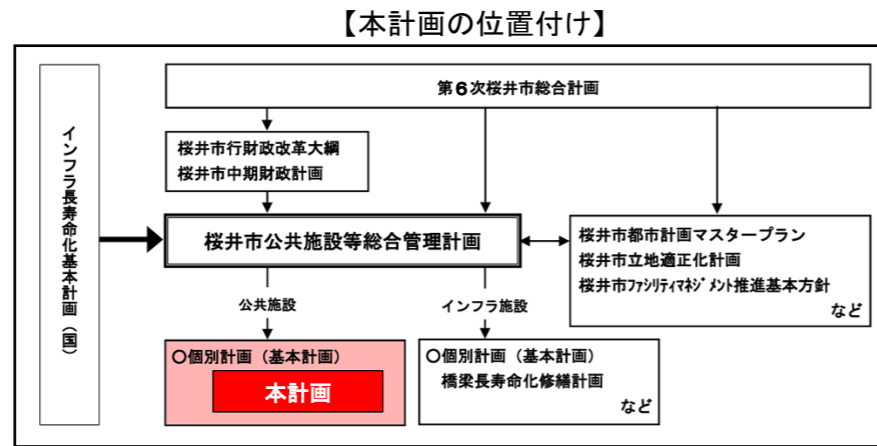 【本計画の位置付け】
インフラ長寿命化基本計画（国）
第６次桜井市総合計画
桜井市行財政改革大綱
桜井市中期財政計画
桜井市公共施設等総合管理計画
桜井市都市計画マスタープラン
桜井市立地適正化計画
桜井市ﾌｧｼﾘﾃｨﾏﾈｼﾞﾒﾝﾄ推進基本方針
など
公共施設
インフラ施設
〇個別計画（基本計画）
本計画
〇個別計画（基本計画）
橋梁長寿命化修繕計画
など